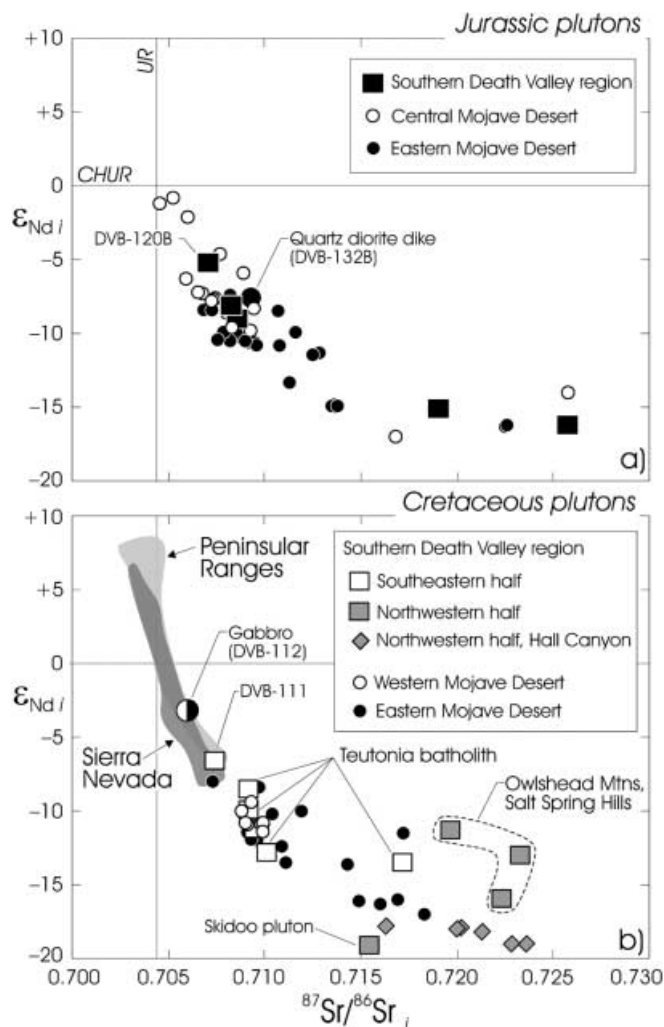 Jurassic plutons
+10
UR
Southern Death Valley region
Central Mojave Desert
Eastern Mojave Desert
+5
CHUR
0
εNd i
DVB-120B
Quartz diorite dike
(DVB-132B)
−5
−10
−15
−20
a)
Cretaceous plutons
+10
Peninsular
Ranges
Southern Death Valley region
Southeastern half
Northwestern half
Northwestern half, Hall Canyon
Western Mojave Desert
Eastern Mojave Desert
+5
Gabbro
(DVB-112)
0
DVB-111
εNd i
Sierra
Nevada
−5
Teutonia batholith
Owlshead Mtns,
Salt Spring Hills
−10
−15
Skidoo pluton
b)
−20
0.700 0.705 0.710 0.715 0.720 0.725 0.730
87Sr/86Sr i